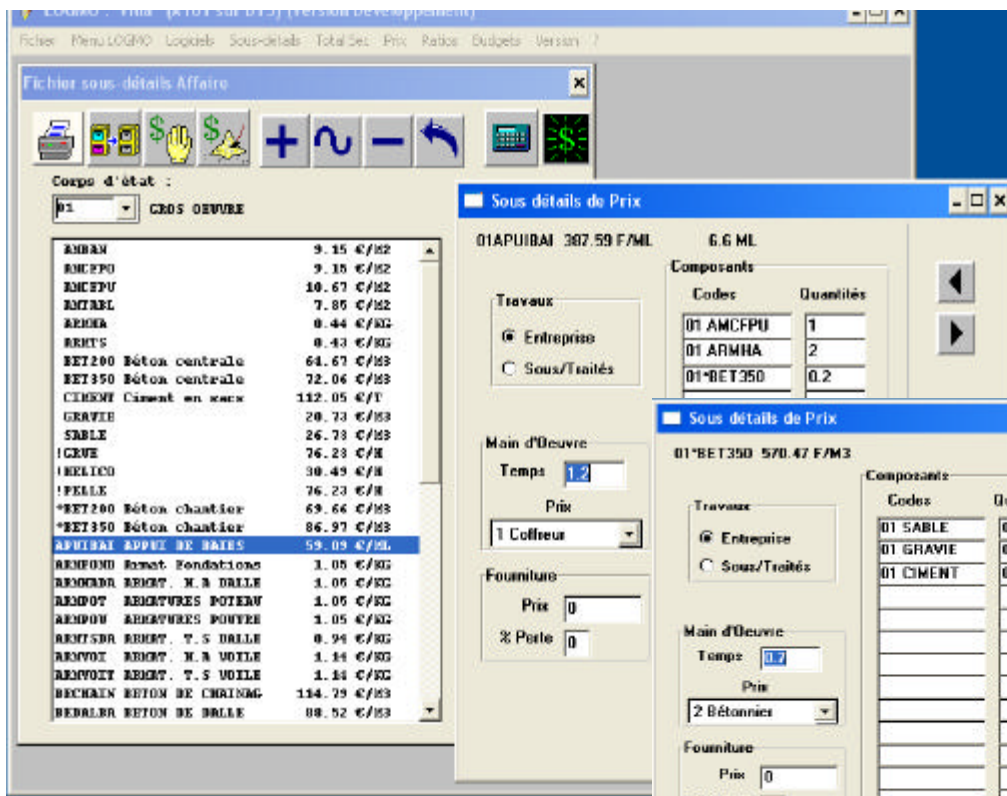 LOGMO : Villa (X101 sur DTS) (Version Développement)
Fichier Menu LOGMO Logiciels Sous-détails Total Sec Prix Ratios Budgets Version ?
Fichier sous-détails Affaire
Corps d'état :
01 GROS OEUVRE
AMBAN 9.15 €/M2
AMCFPO 9.15 €/M2
AMCFPU 10.67 €/M2
AMTABL 7.85 €/M2
ARMHA 0.44 €/KG
ARMTS 0.43 €/KG
BET200 Béton centrale 64.67 €/M3
BET350 Béton centrale 72.06 €/M3
CIMENT Ciment en sacs 112.05 €/T
GRAVIE 20.73 €/M3
SABLE 26.73 €/M3
!GRUE 76.23 €/H
!HELICO 30.49 €/H
!PELLE 76.23 €/H
*BET200 Béton chantier 69.66 €/M3
*BET350 Béton chantier 86.97 €/M3
APUIBAI APPUI DE BAIES 59.09 €/ML
ARMFOND Armat Fondations 1.05 €/KG
ARMHADA ARMAT. H.A DALLE 1.05 €/KG
ARMPOT ARMATURES POTEAU 1.05 €/KG
ARMPOU ARMATURES POUTRE 1.05 €/KG
ARMTSDA ARMAT. T.S DALLE 0.94 €/KG
ARMVOI ARMAT. H.A VOILE 1.14 €/KG
ARMVOIT ARMAT. T.S VOILE 1.14 €/KG
BECHAIN BETON DE CHAINAG 114.79 €/M3
BEDALBA BETON DE DALLE 88.52 €/M3
Sous détails de Prix
01APUIBAI 387.59 F/ML 6.6 ML
Travaux
Entreprise
Sous/Traités
Composants
Codes Quantités
01 AMCFPU 1
01 ARMHA 2
01*BET350 0.2
Main d'Oeuvre
Temps 1.2
Prix
1 Coffreur
Fourniture
Prix 0
% Perte 0
Sous détails de Prix
01*BET350 570.47 F/M3
Travaux
Entreprise
Sous/Traités
Composants
Codes
01 SABLE
01 GRAVIE
01 CIMENT
Main d'Oeuvre
Temps 0.7
Prix
2 Bétonnier
Fourniture
Prix 0